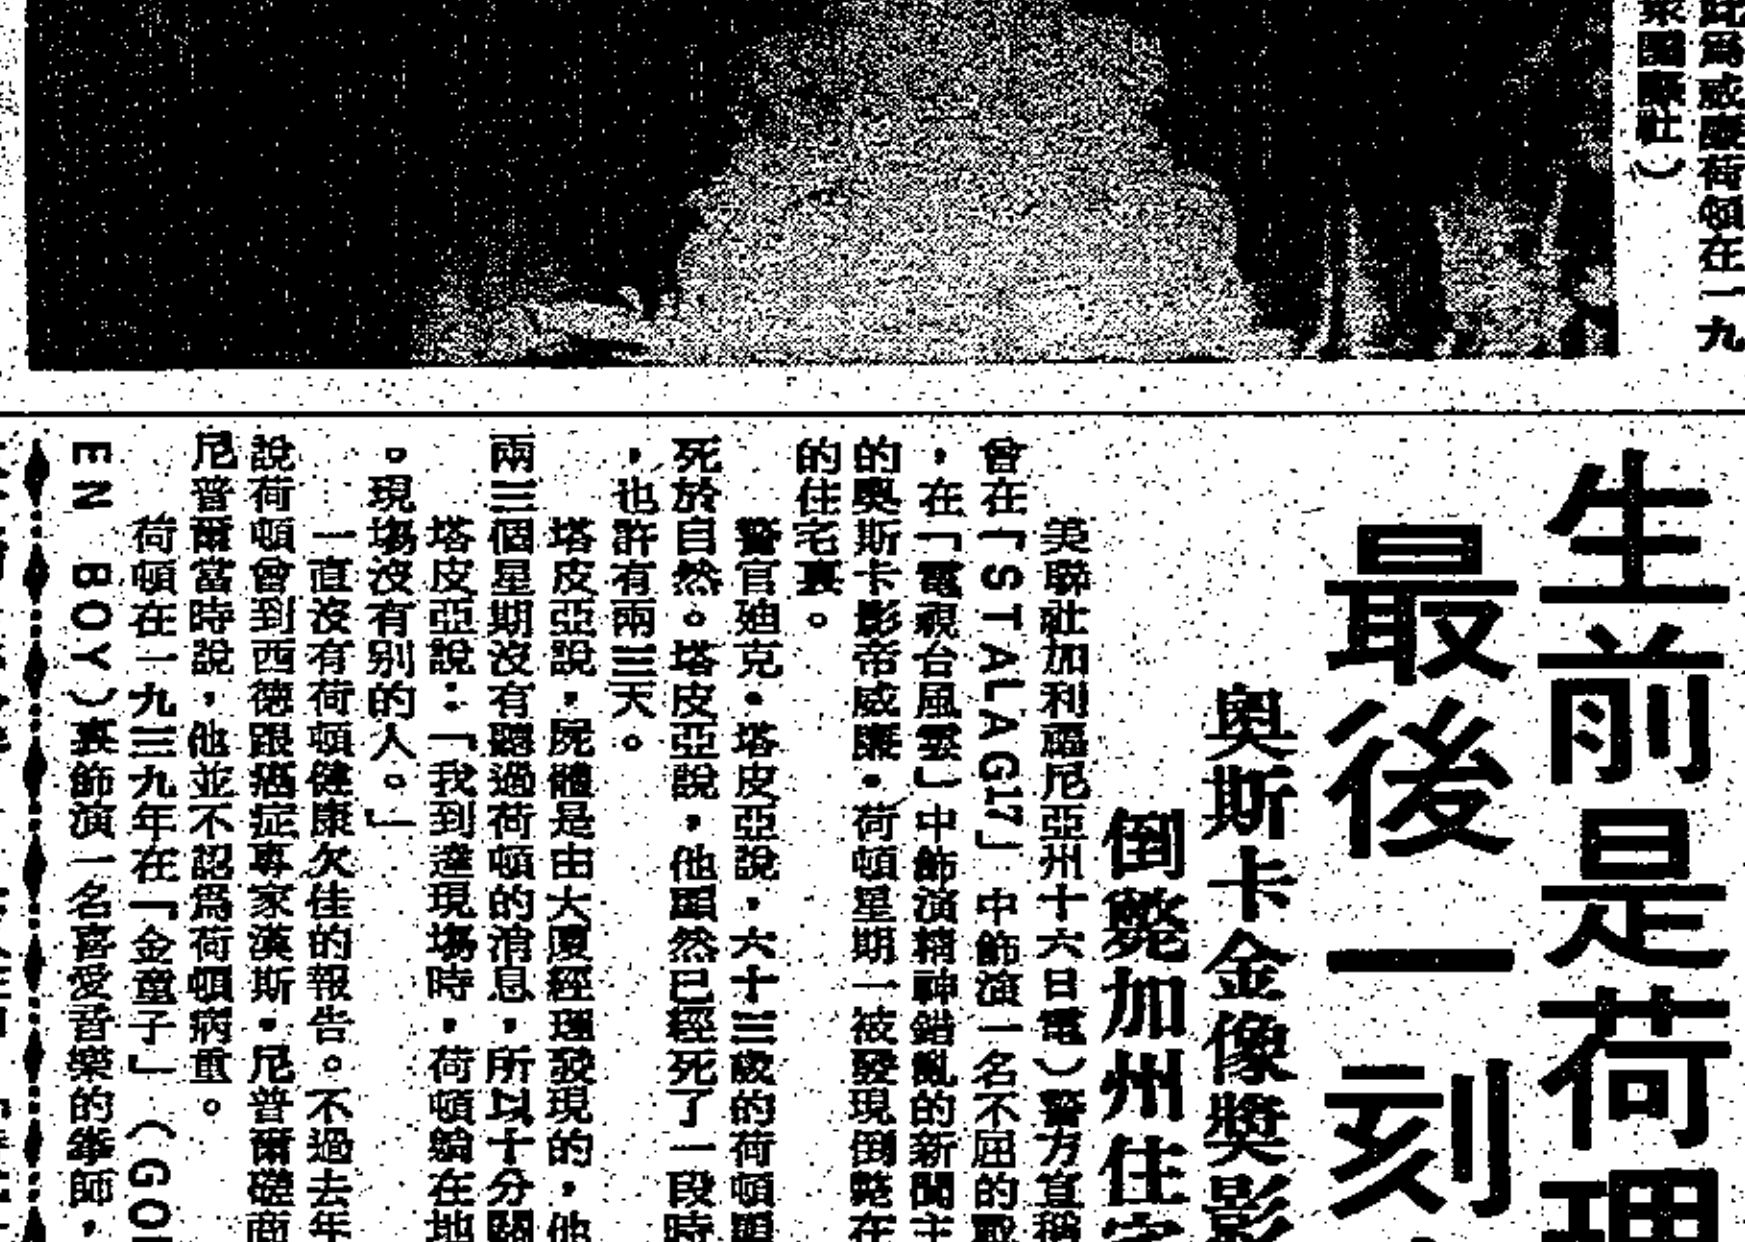 此為威廉荷頓在一九
眾國際社）
生前是荷理
最後一刻
奧斯卡金像獎影
倒斃加州住宅
美聯社加利福尼亞州十六日電）警方宣稱
曾在「STALAG17」中飾演一名不屈的戰
，在「電視台風雲」中飾演精神錯亂的新聞主
的奧斯卡影帝威廉・荷頓星期一被發現倒斃在
的住宅裏。
警官廸克・塔皮亞說，六十三歲的荷頓顯
死於自然。塔皮亞說，他顯然已經死了一段時
，也許有兩三天。
塔皮亞說，屍體是由大廈經理發現的，他
兩三個星期沒有聽過荷頓的消息，所以十分關
塔皮亞說：「我到達現場時，荷頓躺在地
。現場沒有別的人。」
一直沒有荷頓健康欠佳的報告。不過去年
說荷頓曾到西德跟癌症專家漢斯・尼普爾磋商
尼普爾當時說，他並不認為荷頓病重。
荷頓在一九三九年在「金童子」（GOL
EN BOY）裏飾演一名喜愛音樂的拳師，